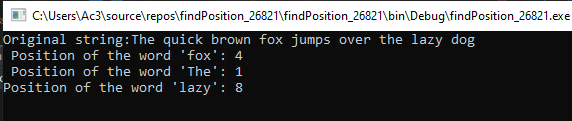 C:\Users\Ac3\source\repos\findPosition_26821\findPosition_26821\bin\Debug\findPosition_26821.exe
Original string:The quick brown fox jumps over the lazy dog
 Position of the word 'fox': 4
 Position of the word 'The': 1
Position of the word 'lazy': 8